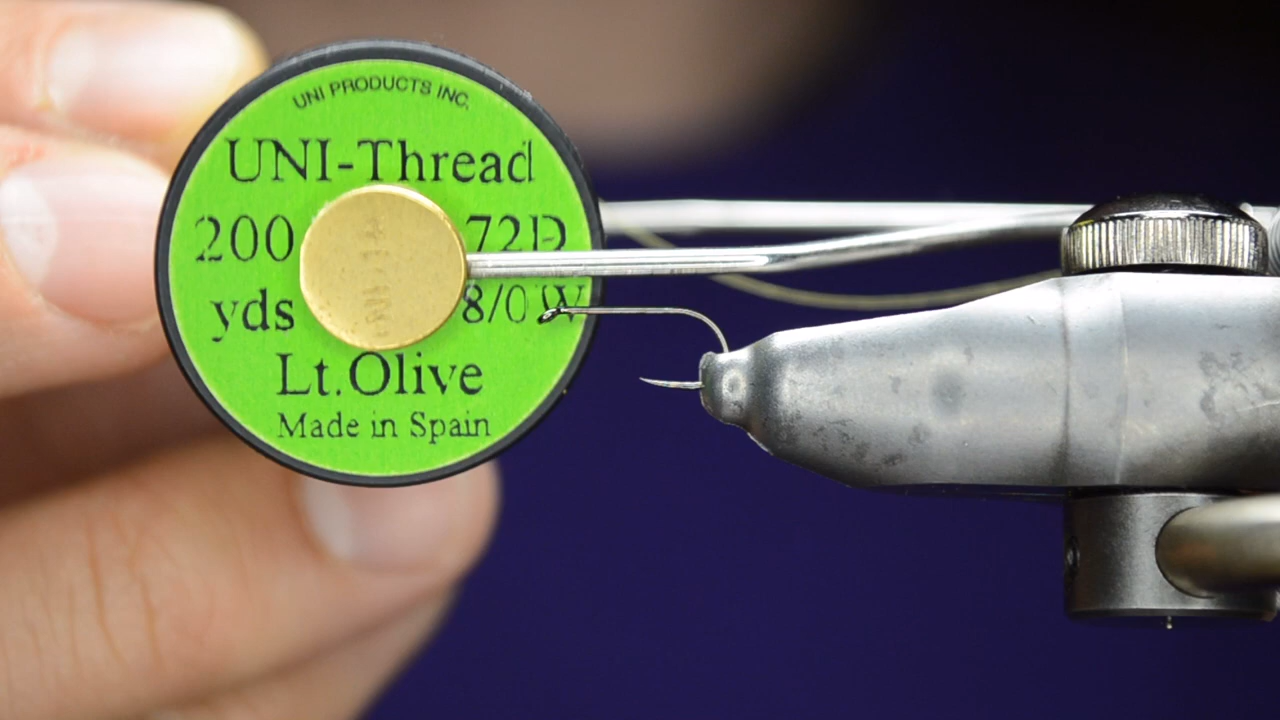 UNI PRODUCTS INC.
UNI-Thread
200 72D
yds 8/0 W
Lt.Olive
Made in Spain